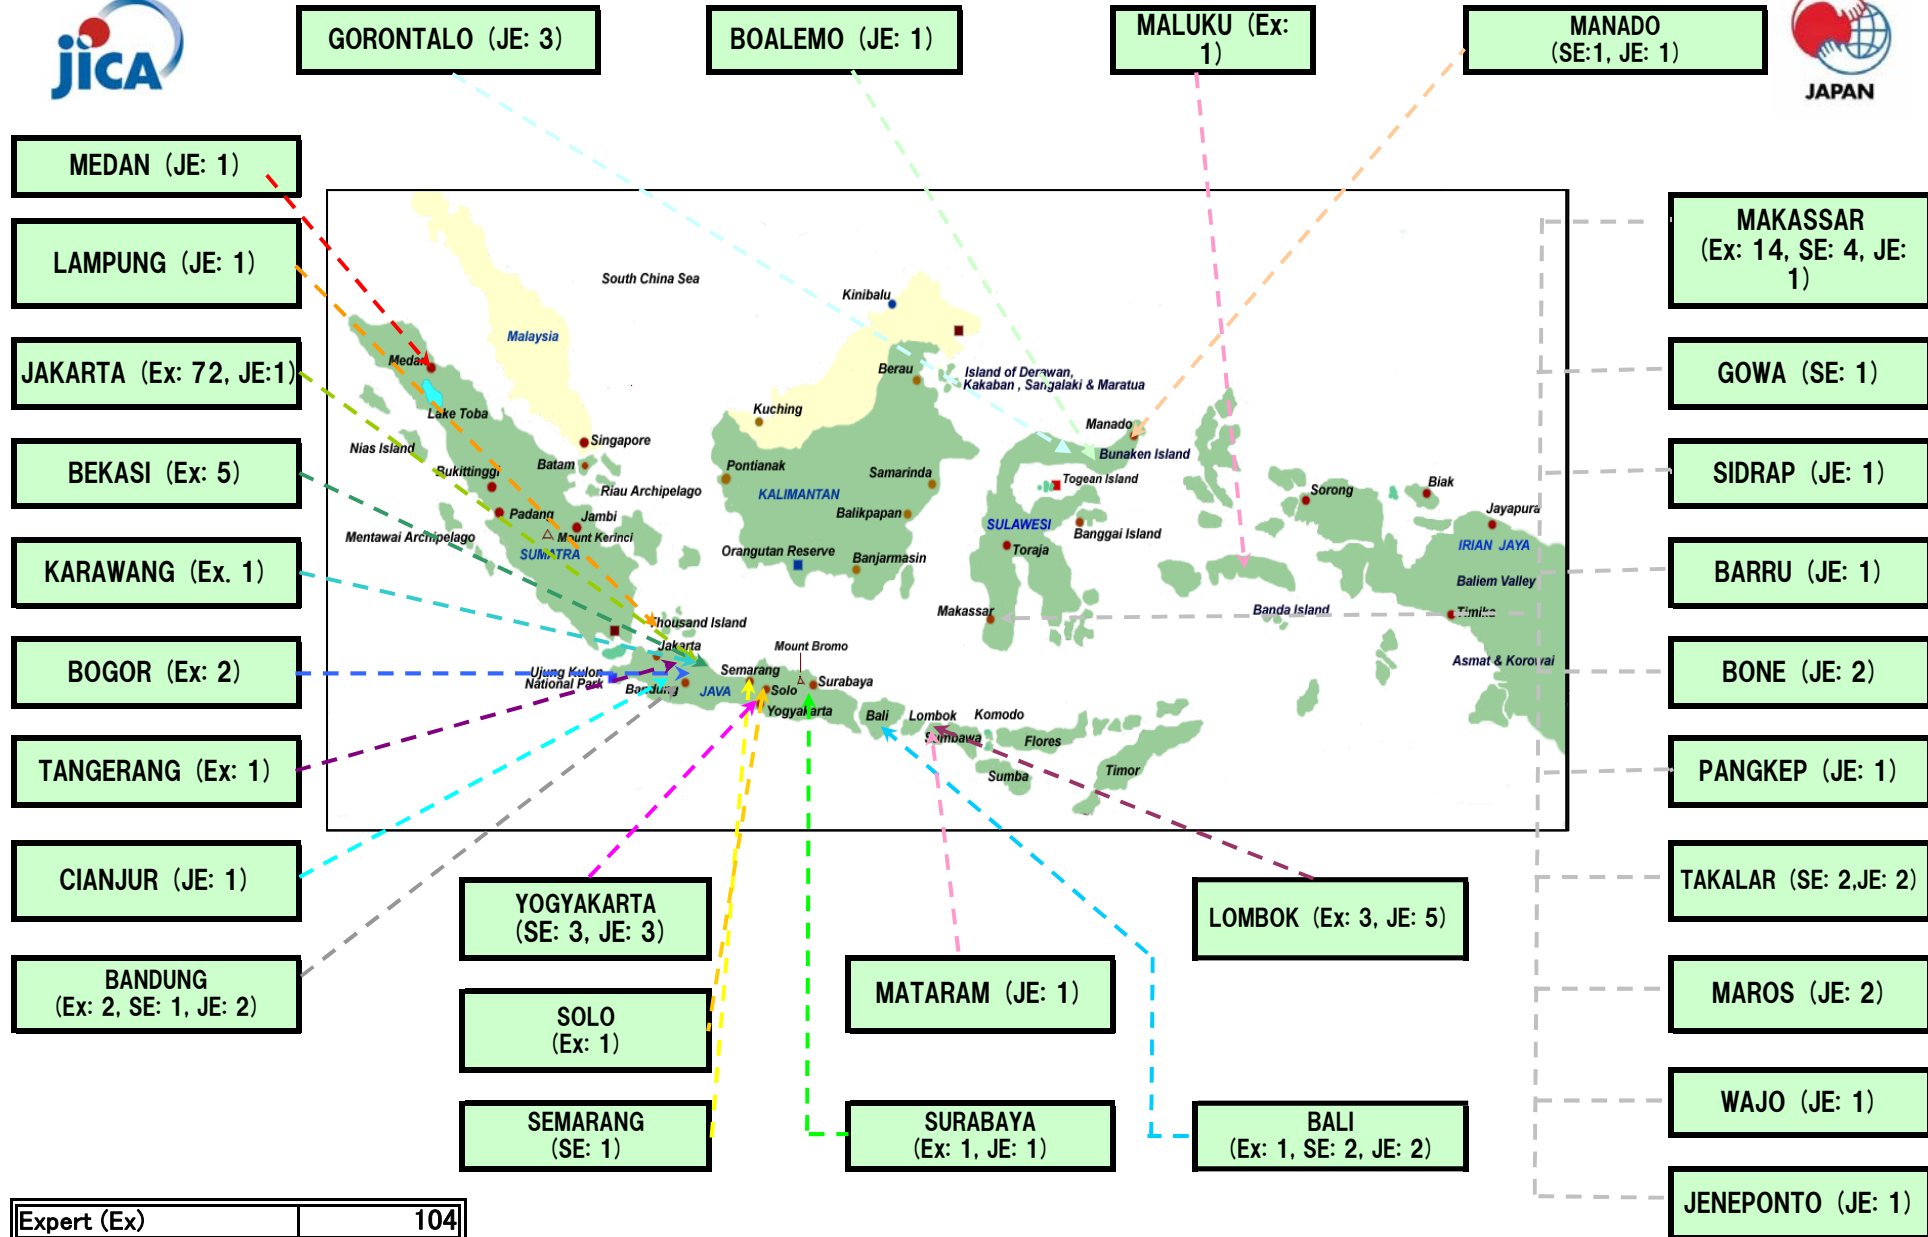 jica
GORONTALO (JE: 3)
BOALEMO (JE: 1)
MALUKU (Ex:
1)
MANADO
(SE:1, JE: 1)
JAPAN
MEDAN (JE: 1)
LAMPUNG (JE: 1)
JAKARTA (Ex: 72, JE:1)
BEKASI (Ex: 5)
KARAWANG (Ex. 1)
BOGOR (Ex: 2)
TANGERANG (Ex: 1)
CIANJUR (JE: 1)
BANDUNG
(Ex: 2, SE: 1, JE: 2)
South China Sea
Kinibalu
Malaysia
Medan
Berau
Island of Derawan,
Kakaban , Sangalaki & Maratua
Lake Toba
Kuching
Manado
Nias Island
Singapore
Bunaken Island
Bukittinggi
Batam
Pontianak
Samarinda
Togean Island
Riau Archipelago
KALIMANTAN
Sorong
Biak
Padang
Jambi
Balikpapan
SULAWESI
Jayapura
Mentawai Archipelago
Mount Kerinci
Banggai Island
SUMATRA
Orangutan Reserve
Banjarmasin
Toraja
IRIAN JAYA
Baliem Valley
Makassar
Banda Island
Timika
Thousand Island
Jakarta
Mount Bromo
Asmat & Korowai
Ujung Kulon
National Park
Semarang
Bandung
JAVA
Solo
Surabaya
Yogyakarta
Bali
Lombok
Komodo
Sumbawa
Flores
Sumba
Timor
MAKASSAR
(Ex: 14, SE: 4, JE:
1)
GOWA (SE: 1)
SIDRAP (JE: 1)
BARRU (JE: 1)
BONE (JE: 2)
PANGKEP (JE: 1)
TAKALAR (SE: 2,JE: 2)
MAROS (JE: 2)
WAJO (JE: 1)
JENEPONTO (JE: 1)
YOGYAKARTA
(SE: 3, JE: 3)
LOMBOK (Ex: 3, JE: 5)
SOLO
(Ex: 1)
MATARAM (JE: 1)
SEMARANG
(SE: 1)
SURABAYA
(Ex: 1, JE: 1)
BALI
(Ex: 1, SE: 2, JE: 2)
Expert (Ex) 104